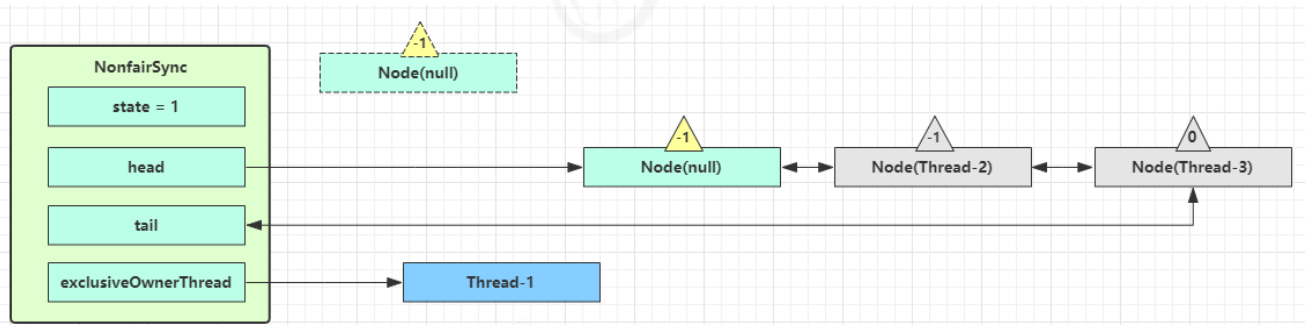 -1
Node(null)
NonfairSync
state = 1
head
-1
Node(null)
-1
Node(Thread-2)
0
Node(Thread-3)
tail
exclusiveOwnerThread
Thread-1